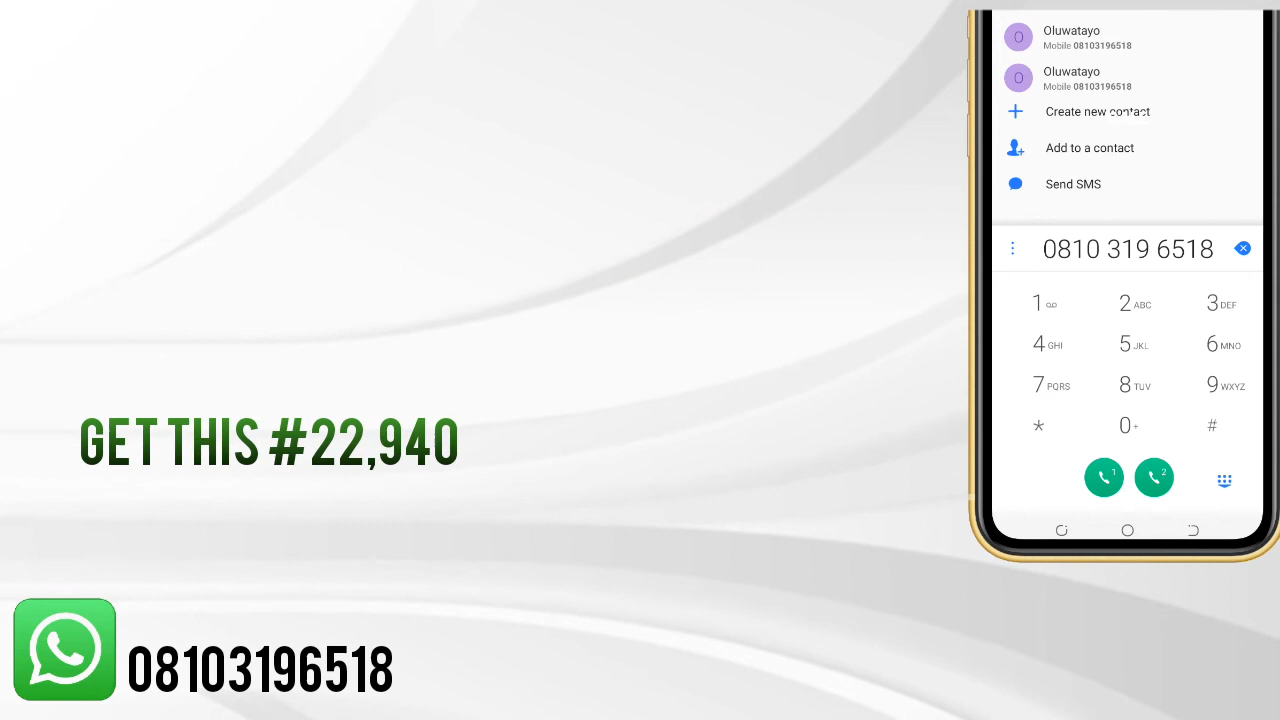 O Oluwatayo
Mobile 08103196518
O Oluwatayo
Mobile 08103196518
Create new contact
Add to a contact
Send SMS
0810 319 6518
1 2 ABC 3 DEF
4 GHI 5 JKL 6 MNO
7 PQRS 8 TUV 9 WXYZ
* 0 + #
1 2
GET THIS #22,940
08103196518